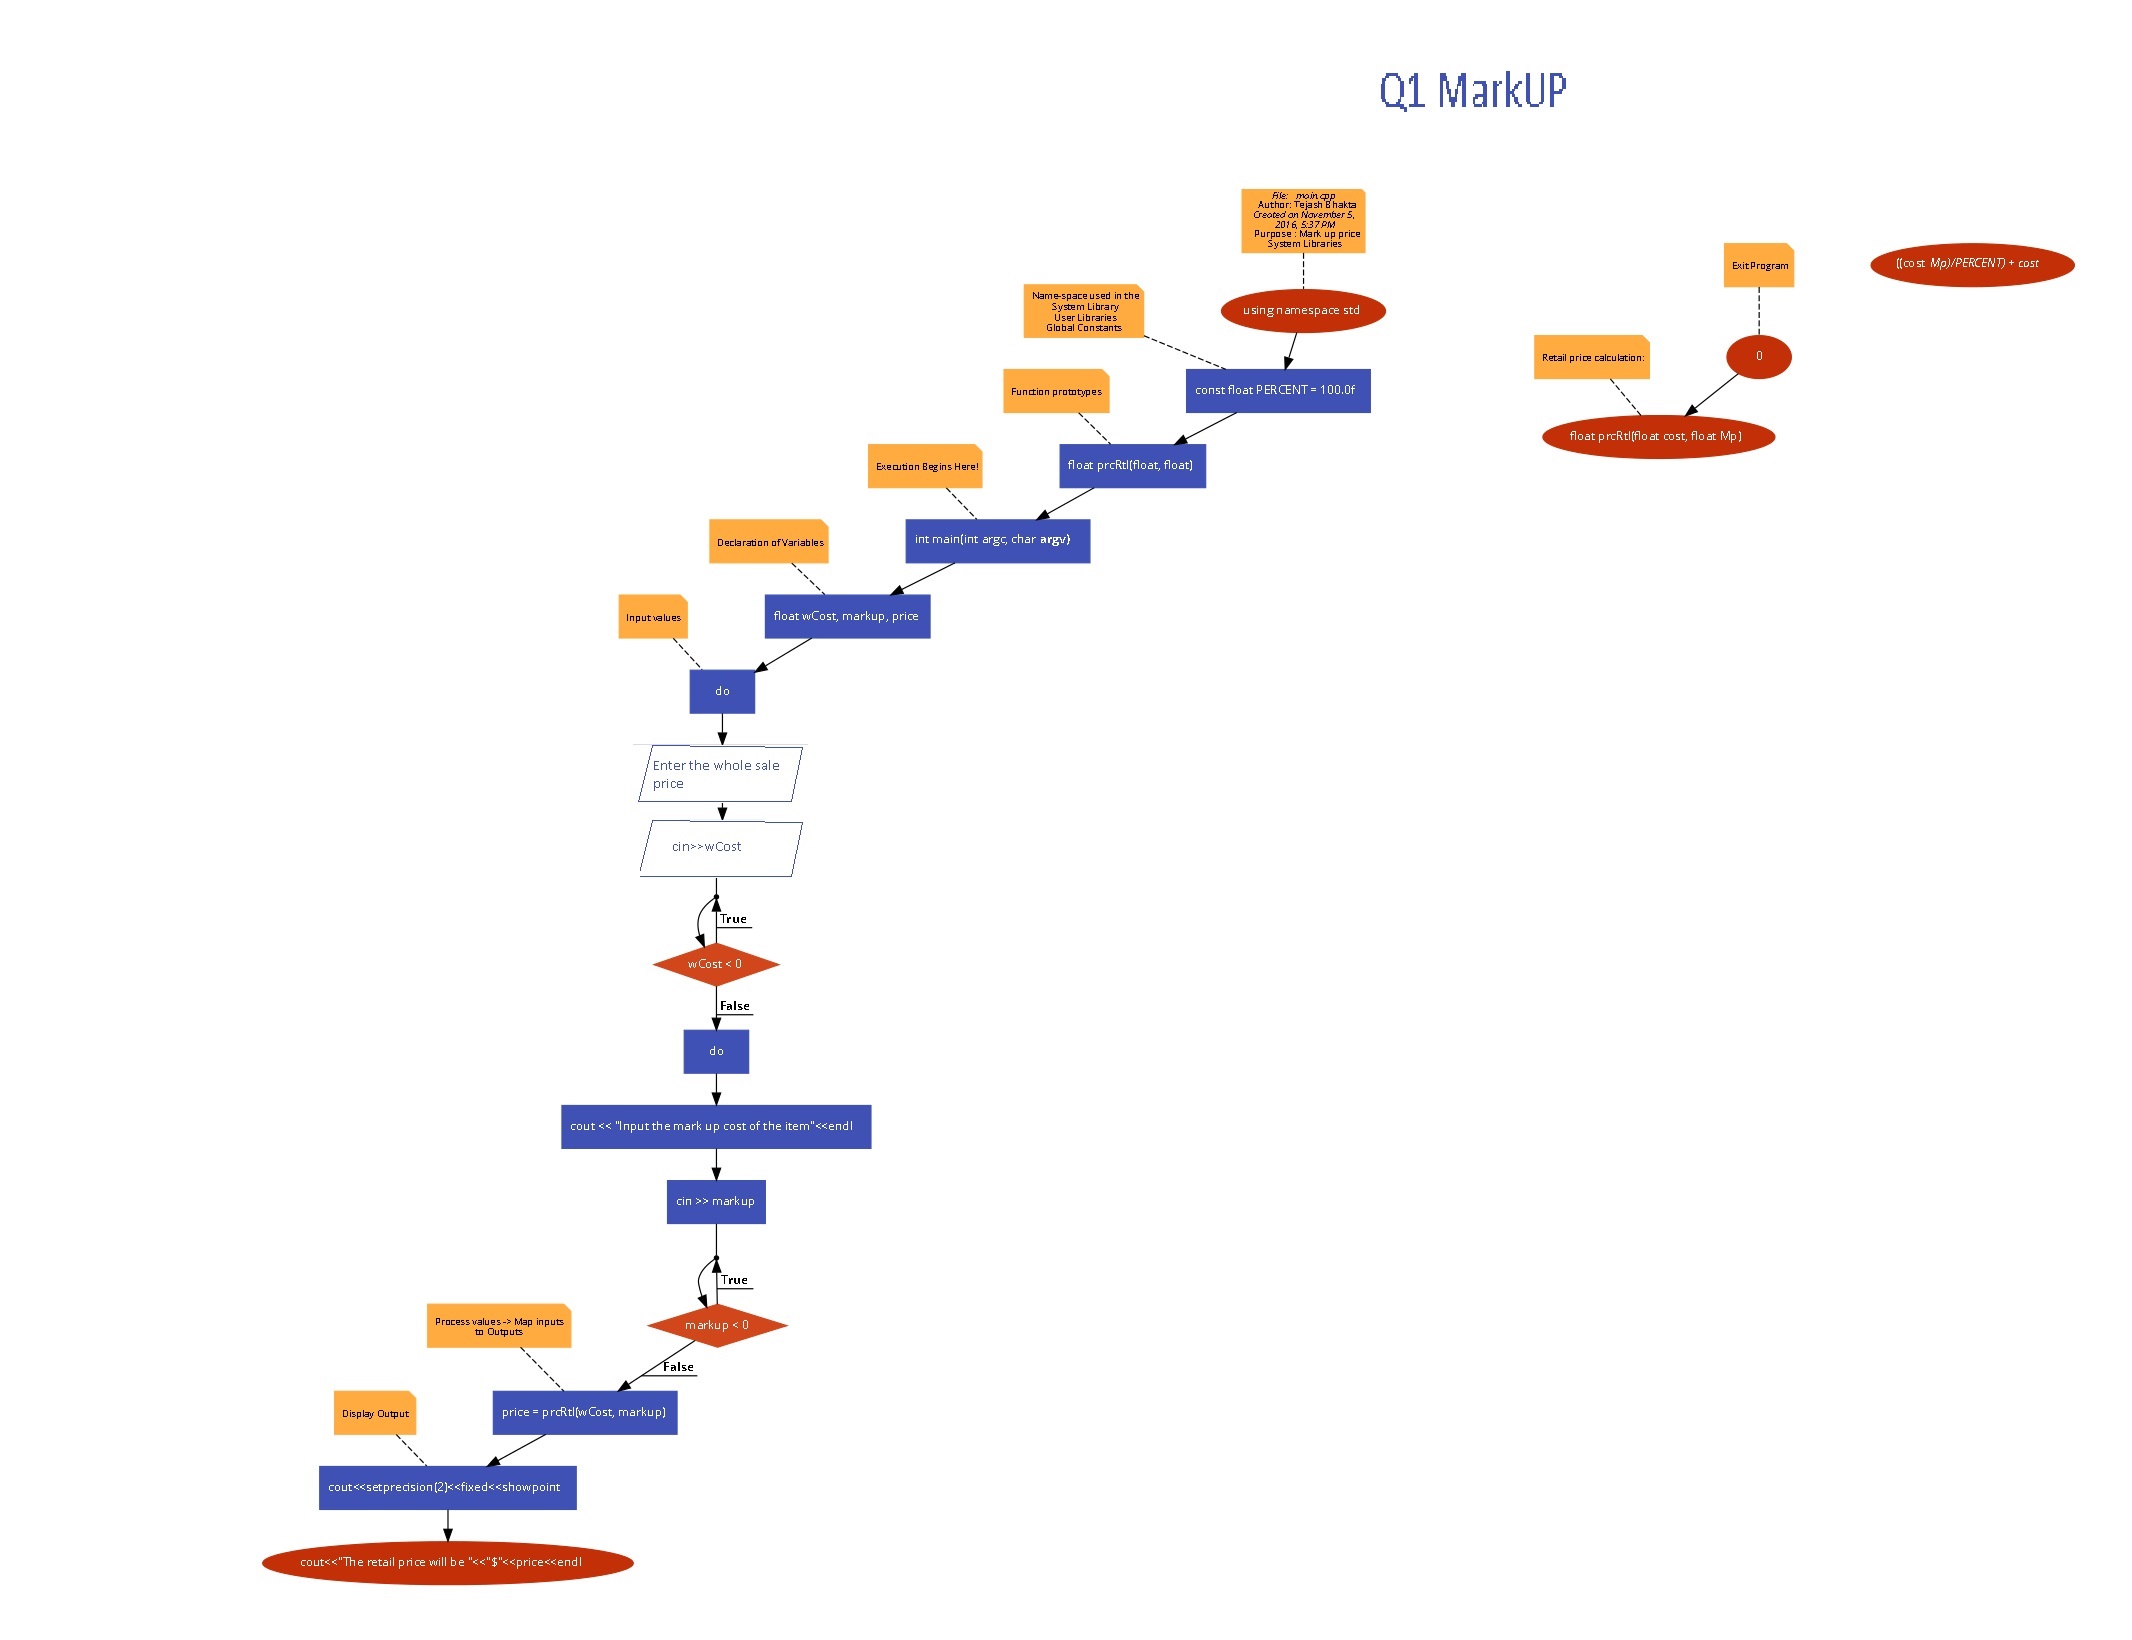 Q1 MarkUP
File: main.cpp
Author: Tejash Bhakta
Created on November 5,
2016, 5:37 PM
Purpose : Mark up price
System Libraries
using namespace std
Name-space used in the
System Library
User Libraries
Global Constants
const float PERCENT = 100.0f
Function prototypes
float prcRtl(float, float)
Execution Begins Here!
int main(int argc, char argv)
Declaration of Variables
float wCost, markup, price
Input values
do
Enter the whole sale
price
cin>>wCost
True
wCost < 0
False
do
cout << "Input the mark up cost of the item"<<endl
cin >> markup
True
markup < 0
False
Process values -> Map inputs
to Outputs
price = prcRtl(wCost, markup)
Display Output
cout<<setprecision(2)<<fixed<<showpoint
cout<<"The retail price will be "<<"$"<<price<<endl
Exit Program
0
Retail price calculation:
float prcRtl(float cost, float Mp)
((cost Mp)/PERCENT) + cost